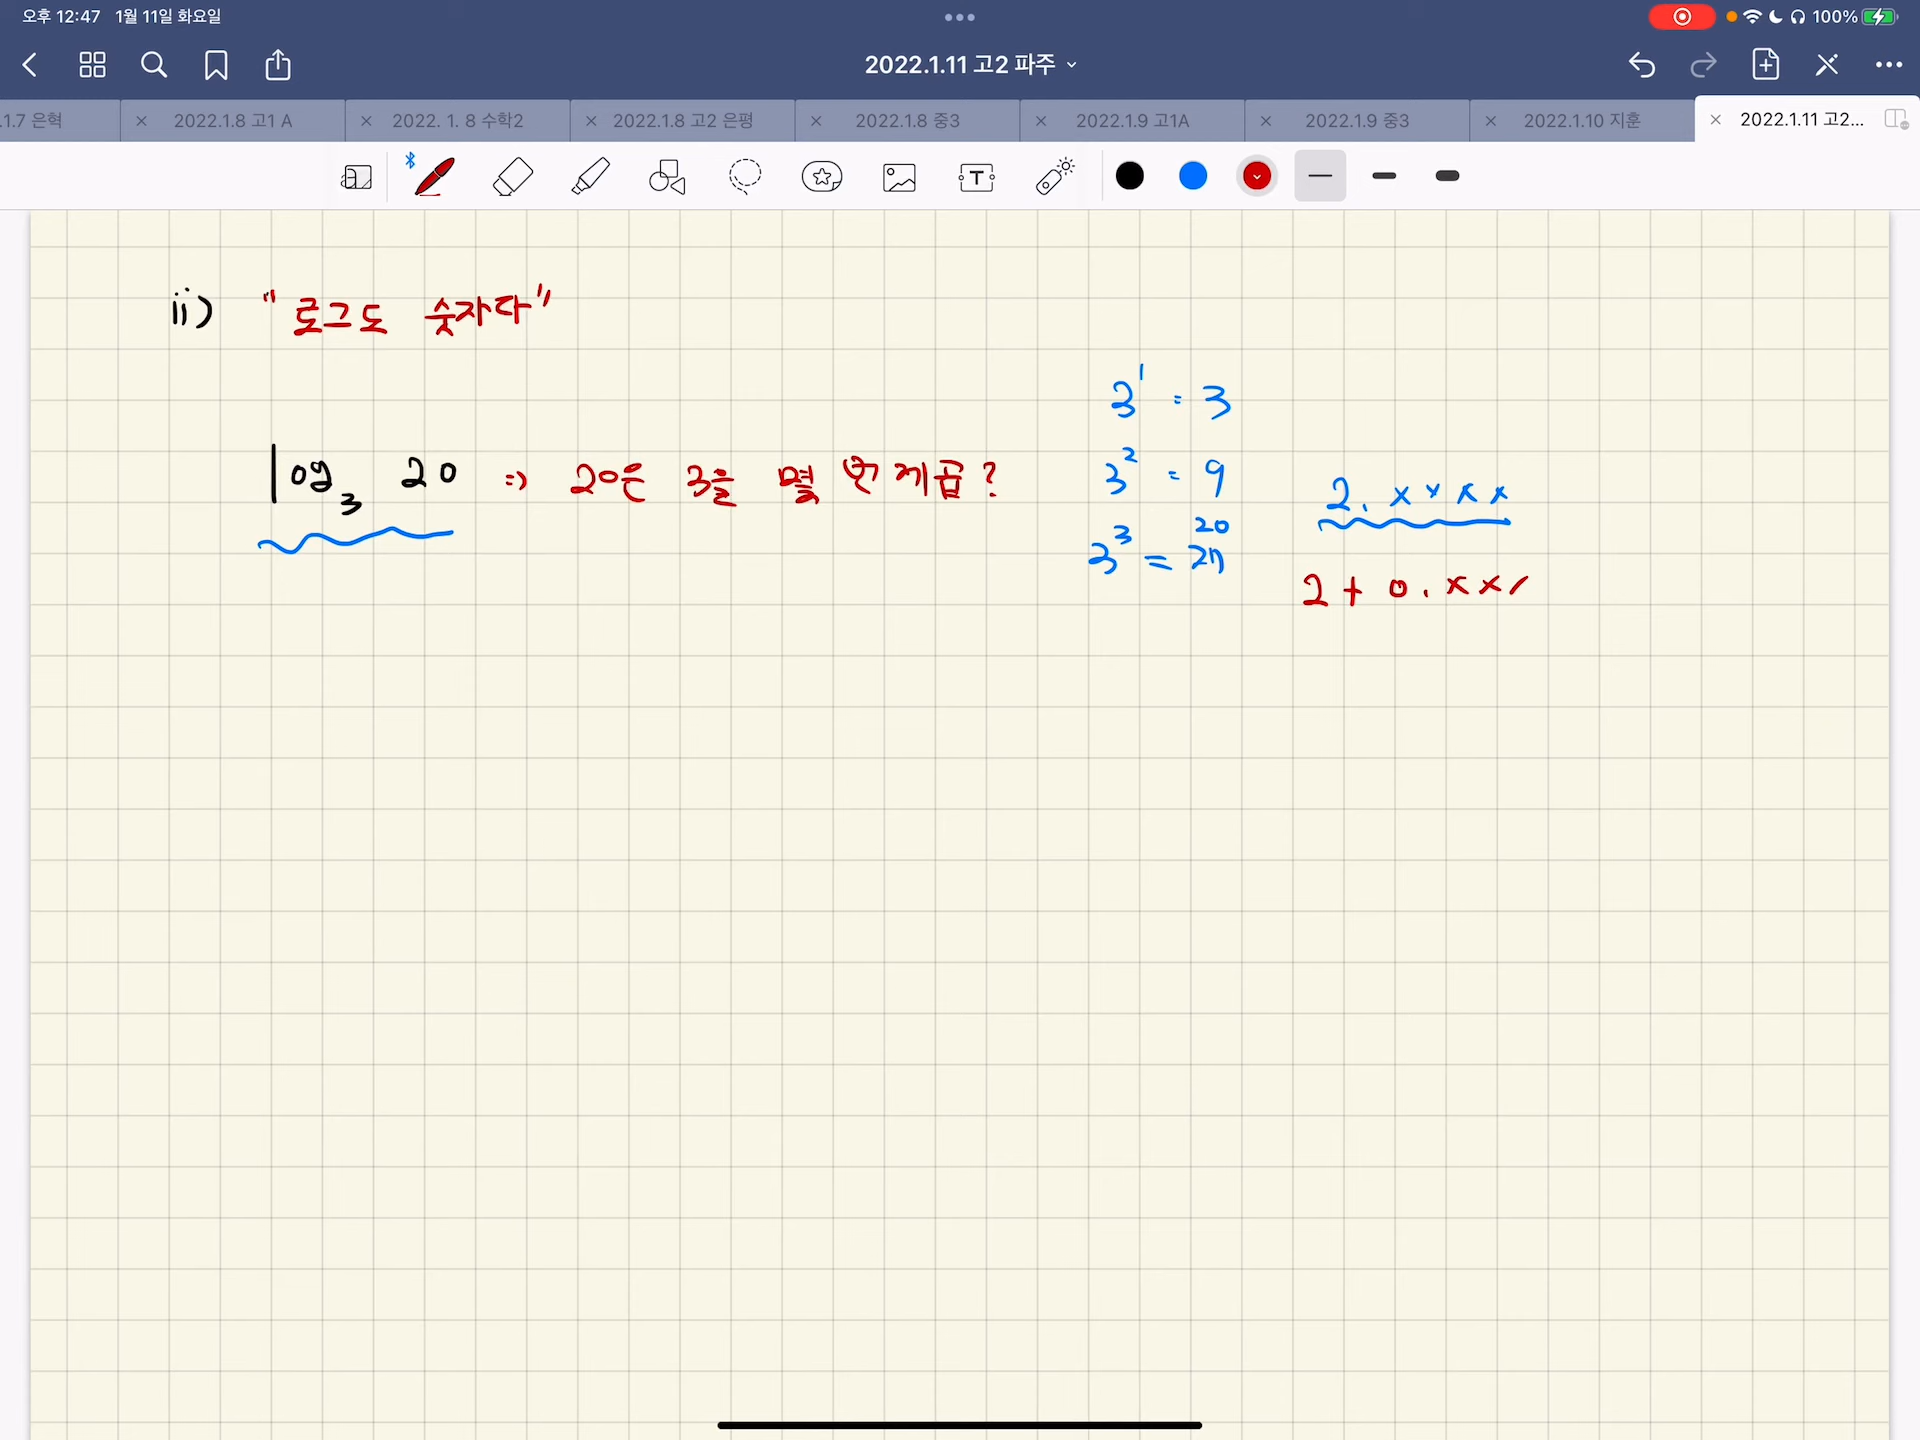 오후 12:47 1월 11일 화요일
100%
2022.1.11 고2 파주
.1.7 은혁
2022.1.8 고1 A
2022. 1. 8 수학2
2022.1.8 고2 은평
2022.1.8 중3
2022.1.9 고1A
2022.1.9 중3
2022.1.10 지훈
2022.1.11 고2...
ii) "로그도 숫자다"
3¹ = 3
log₃ 20 ⇒ 20은 3을 몇 번 제곱?
3² = 9
2.××××
20
3³ = 27
2 + 0.××/